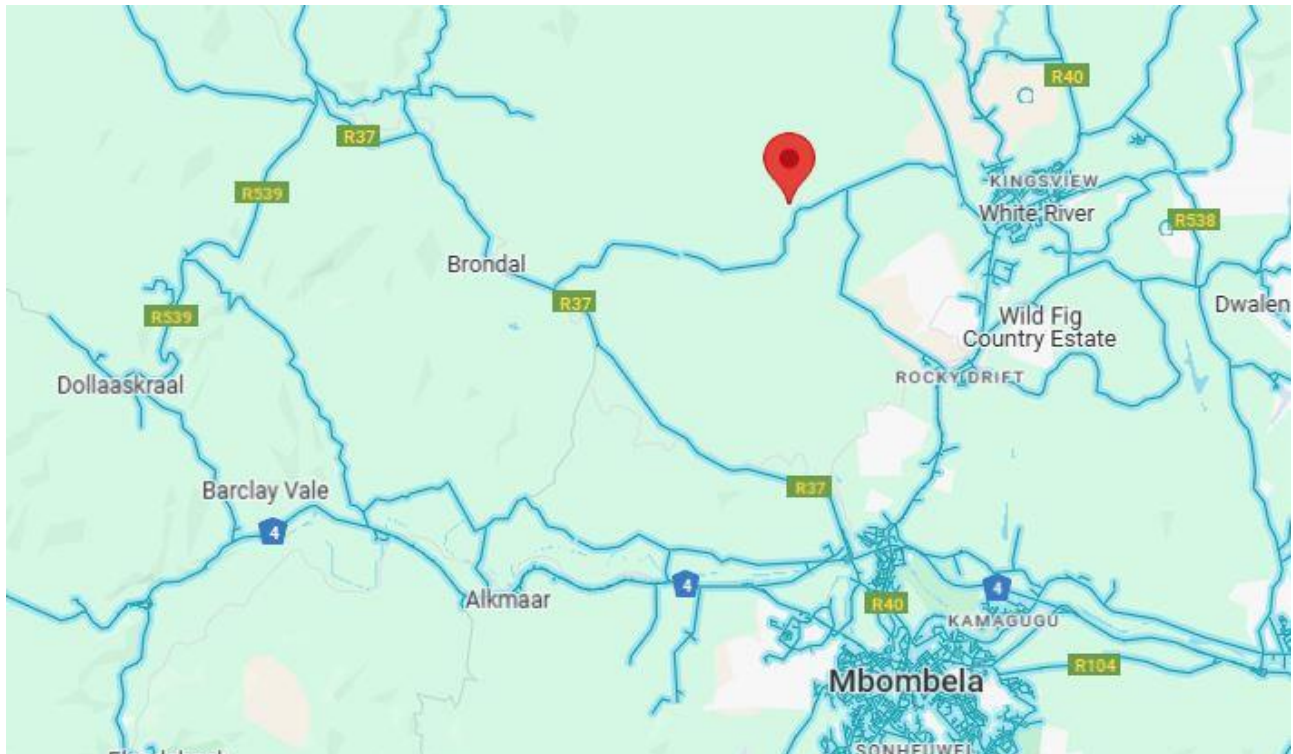 R40
R37
R539
KINGSVIEW
White River
R538
Brondal
R37
Dwalen
R539
Wild Fig
Country Estate
ROCKY DRIFT
Dollaaskraal
Barclay Vale
R37
4
4
4
Alkmaar
R40
KAMAGUGU
R104
Mbombela